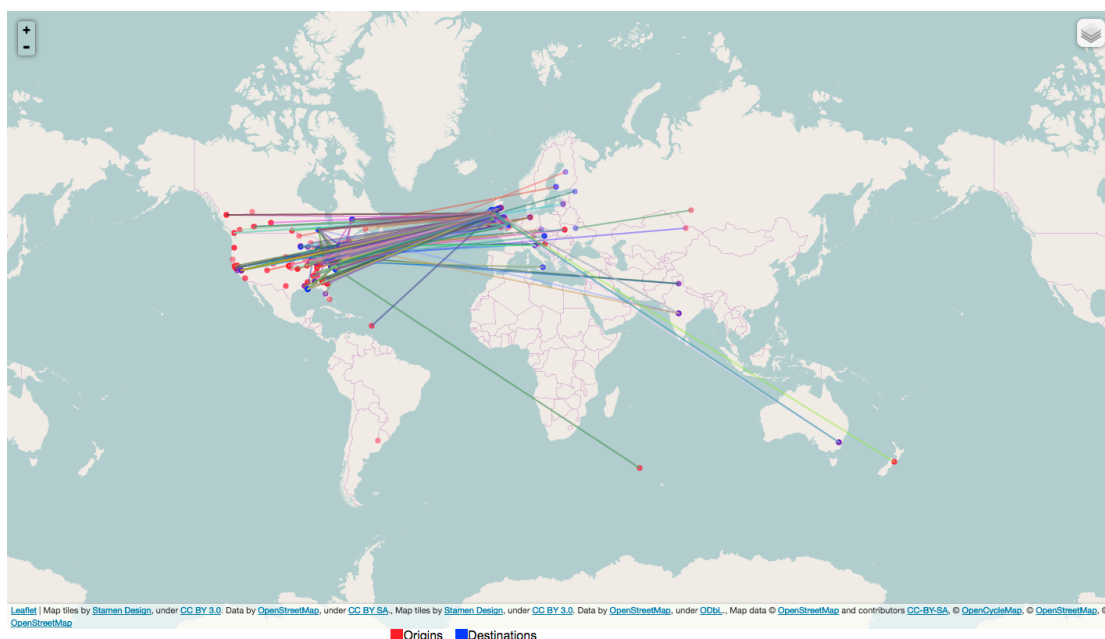 +
-
Leaflet | Map tiles by Stamen Design, under CC BY 3.0. Data by OpenStreetMap, under CC BY SA., Map tiles by Stamen Design, under CC BY 3.0. Data by OpenStreetMap, under ODbL., Map data © OpenStreetMap and contributors CC-BY-SA, © OpenCycleMap, © OpenStreetMap, ©
OpenStreetMap
Origins Destinations